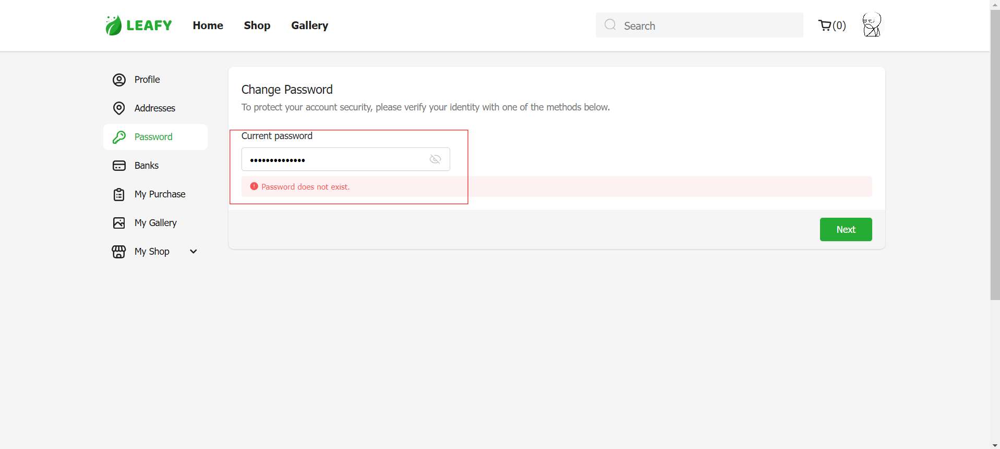 LEAFY
Home
Shop
Gallery
Search
(0)
Profile
Addresses
Password
Banks
My Purchase
My Gallery
My Shop
Change Password
To protect your account security, please verify your identity with one of the methods below.
Current password
••••••••••••••
Password does not exist.
Next